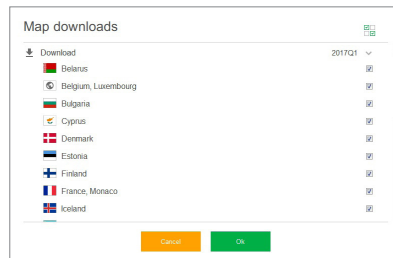 Map downloads
Download 2017Q1
Belarus
Belgium, Luxembourg
Bulgaria
Cyprus
Denmark
Estonia
Finland
France, Monaco
Iceland
Cancel Ok